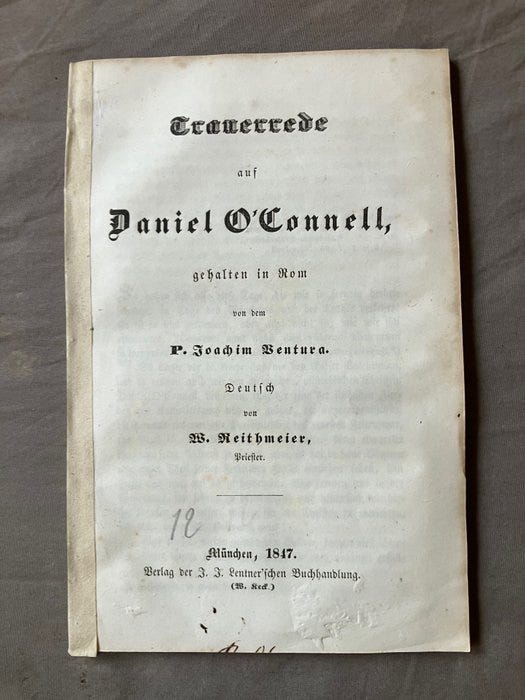 Trauerrede
auf
Daniel O'Connell,
gehalten in Rom
von dem
P. Joachim Ventura.
Deutsch
von
W. Reithmeier,
Priester.
12
München, 1847.
Verlag der J. J. Lentner'schen Buchhandlung.
(W. Keck.)